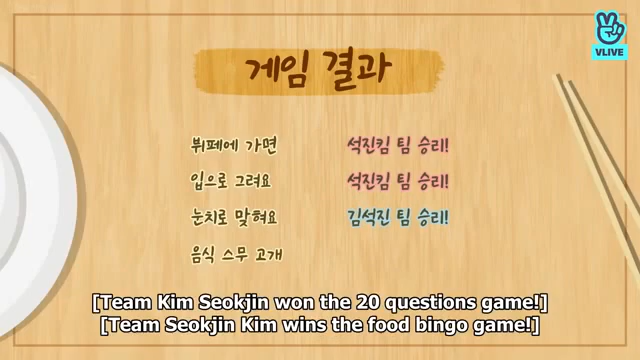 VLIVE
게임 결과
뷔페에 가면 석진킴 팀 승리!
입으로 그려요 석진킴 팀 승리!
눈치로 맞혀요 김석진 팀 승리!
음식 스무 고개
[Team Kim Seokjin won the 20 questions game!]
[Team Seokjin Kim wins the food bingo game!]